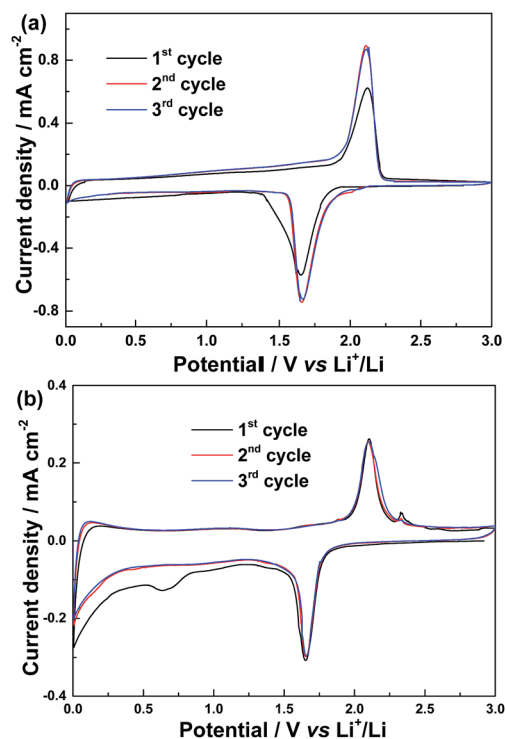 (a)
1st cycle
2nd cycle
3rd cycle
Current density / mA cm-2
0.8
0.4
0.0
-0.4
-0.8
0.0 0.5 1.0 1.5 2.0 2.5 3.0
Potential / V vs Li+/Li
(b)
1st cycle
2nd cycle
3rd cycle
Current density / mA cm-2
0.4
0.2
0.0
-0.2
-0.4
0.0 0.5 1.0 1.5 2.0 2.5 3.0
Potential / V vs Li+/Li